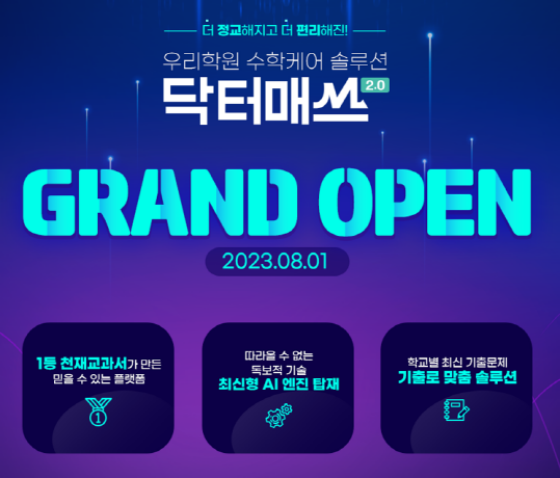 더 정교해지고 더 편리해진!
우리학원 수학케어 솔루션
닥터매쓰 2.0
GRAND OPEN
2023.08.01
1등 천재교과서가 만든
믿을 수 있는 플랫폼
1
따라올 수 없는
독보적 기술
최신형 AI 엔진 탑재
학교별 최신 기출문제
기출로 맞춤 솔루션